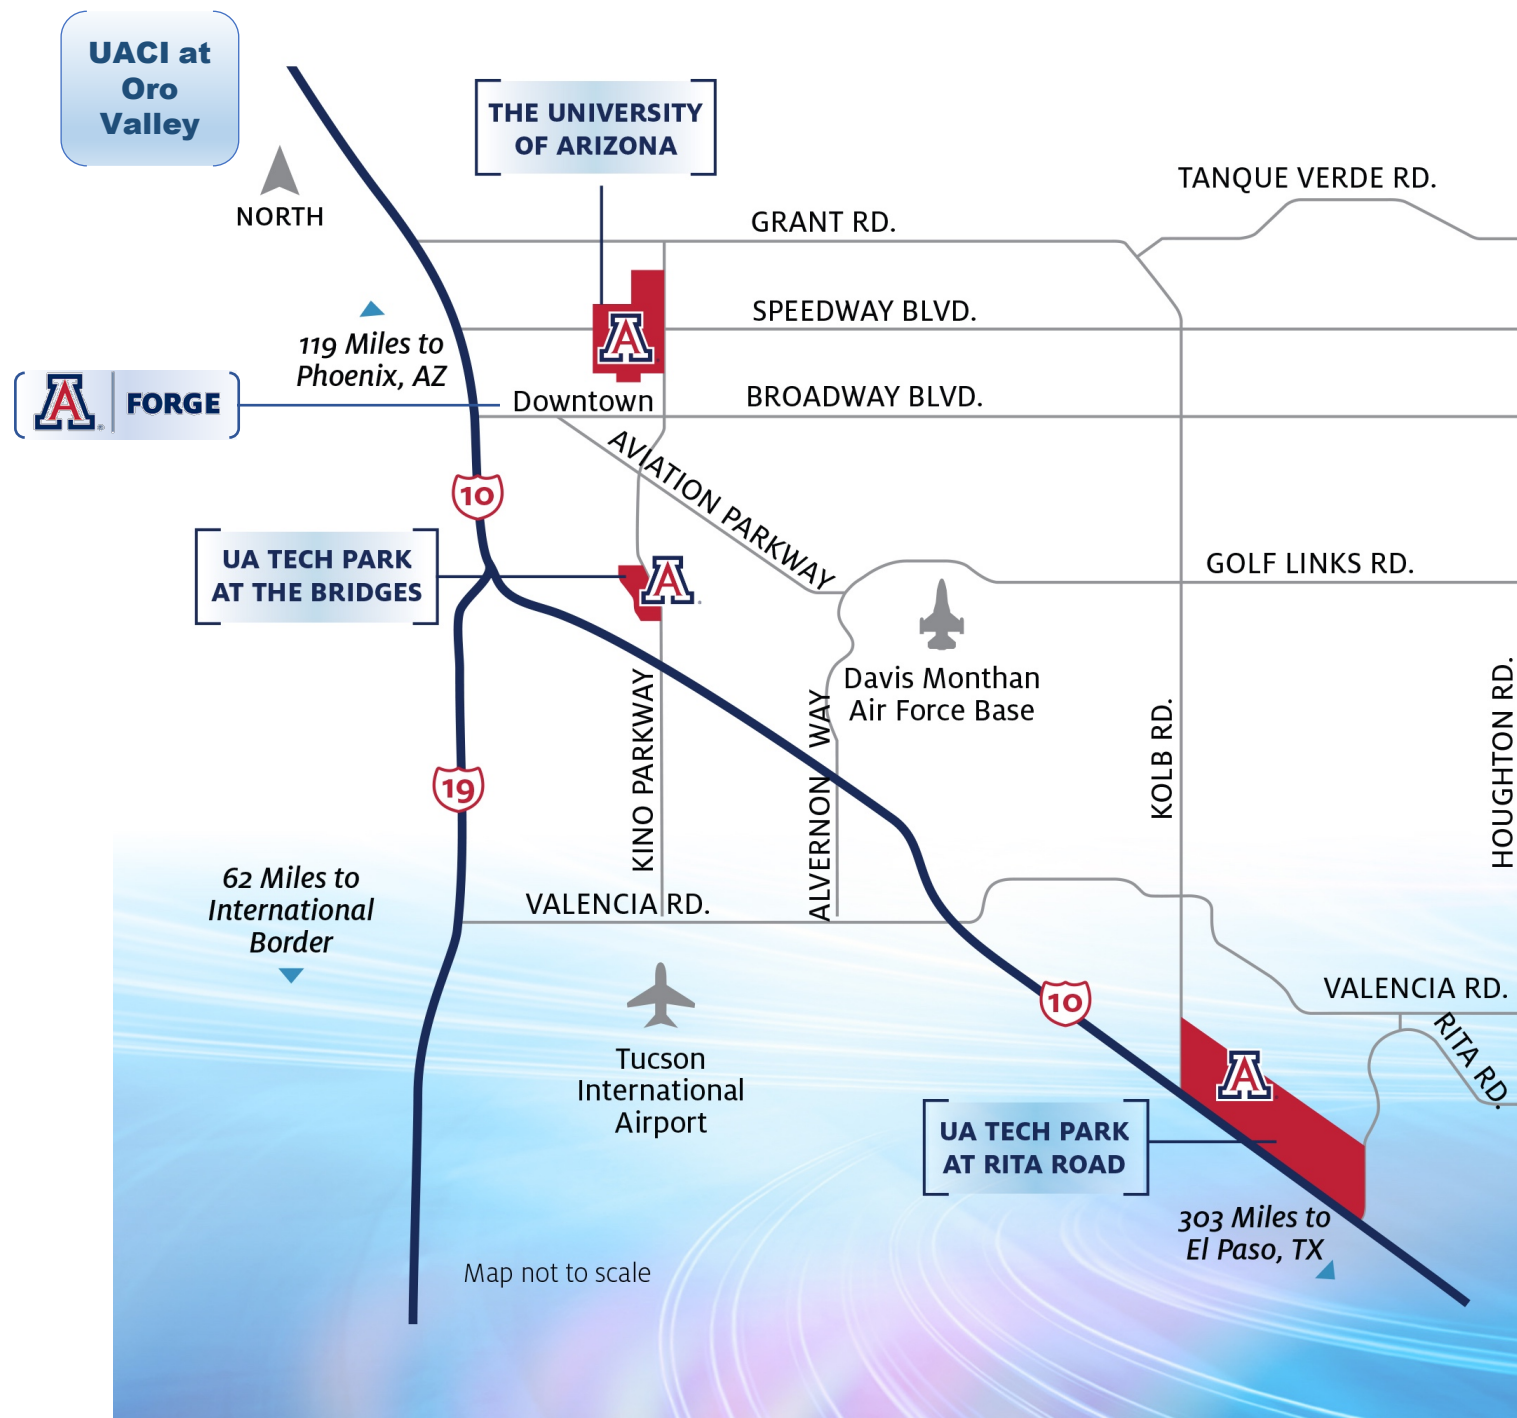 UACI at
Oro
Valley
THE UNIVERSITY
OF ARIZONA
TANQUE VERDE RD.
NORTH
GRANT RD.
SPEEDWAY BLVD.
119 Miles to
Phoenix, AZ
A
A
® FORGE
Downtown
BROADWAY BLVD.
AVIATION PARKWAY
10
UA TECH PARK
AT THE BRIDGES
A
GOLF LINKS RD.
Davis Monthan
Air Force Base
KINO PARKWAY
ALVERNON WAY
KOLB RD.
HOUGHTON RD.
19
62 Miles to
International
Border
VALENCIA RD.
10
VALENCIA RD.
RITA RD.
Tucson
International
Airport
A
UA TECH PARK
AT RITA ROAD
303 Miles to
El Paso, TX
Map not to scale